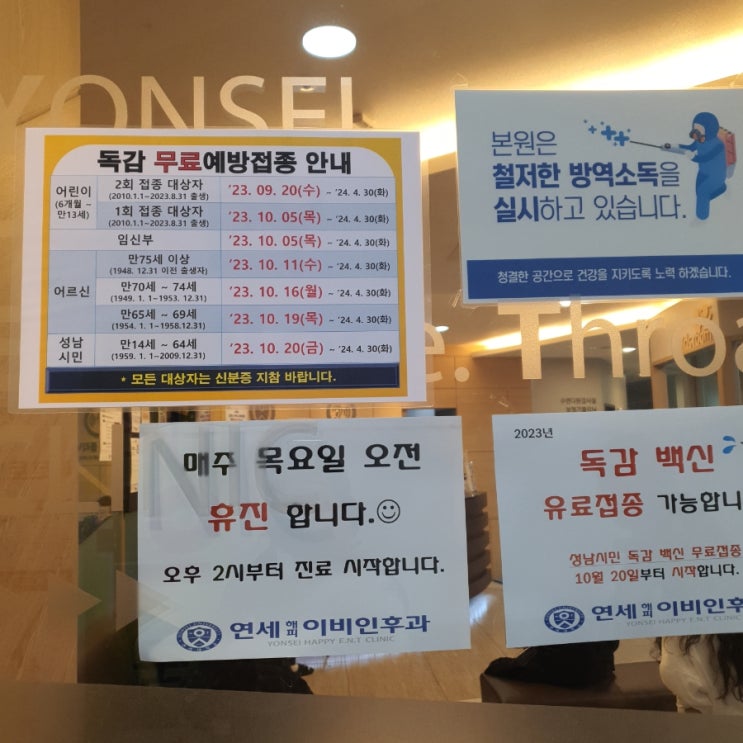 YONSEI
독감 무료예방접종 안내
어린이
(6개월 ~
만13세)
2회 접종 대상자
(2010.1.1~2023.8.31 출생)
'23. 09. 20(수) ~ '24. 4. 30(화)
1회 접종 대상자
(2010.1.1~2023.8.31 출생)
'23. 10. 05(목) ~ '24. 4. 30(화)
임신부
'23. 10. 05(목) ~ '24. 4. 30(화)
어르신
만75세 이상
(1948. 12.31 이전 출생자)
'23. 10. 11(수) ~ '24. 4. 30(화)
만70세 ~ 74세
(1949. 1. 1~1953. 12.31)
'23. 10. 16(월) ~ '24. 4. 30(화)
만65세 ~ 69세
(1954. 1. 1~1958.12.31)
'23. 10. 19(목) ~ '24. 4. 30(화)
성남
시민
만14세 ~ 64세
(1959. 1. 1~2009.12.31)
'23. 10. 20(금) ~ '24. 4. 30(화)
* 모든 대상자는 신분증 지참 바랍니다.
본원은
철저한 방역소독을
실시하고 있습니다.
청결한 공간으로 건강을 지키도록 노력 하겠습니다.
e. Throa
NIC
매주 목요일 오전
휴진 합니다.☺
오후 2시부터 진료 시작합니다.
연세해피이비인후과
YONSEI HAPPY E.N.T CLINIC
2023년
독감 백신
유료접종 가능합니
성남시민 독감 백신 무료접종
10월 20일부터 시작합니다.
연세해피이비인후
YONSEI HAPPY E.N.T CLINIC